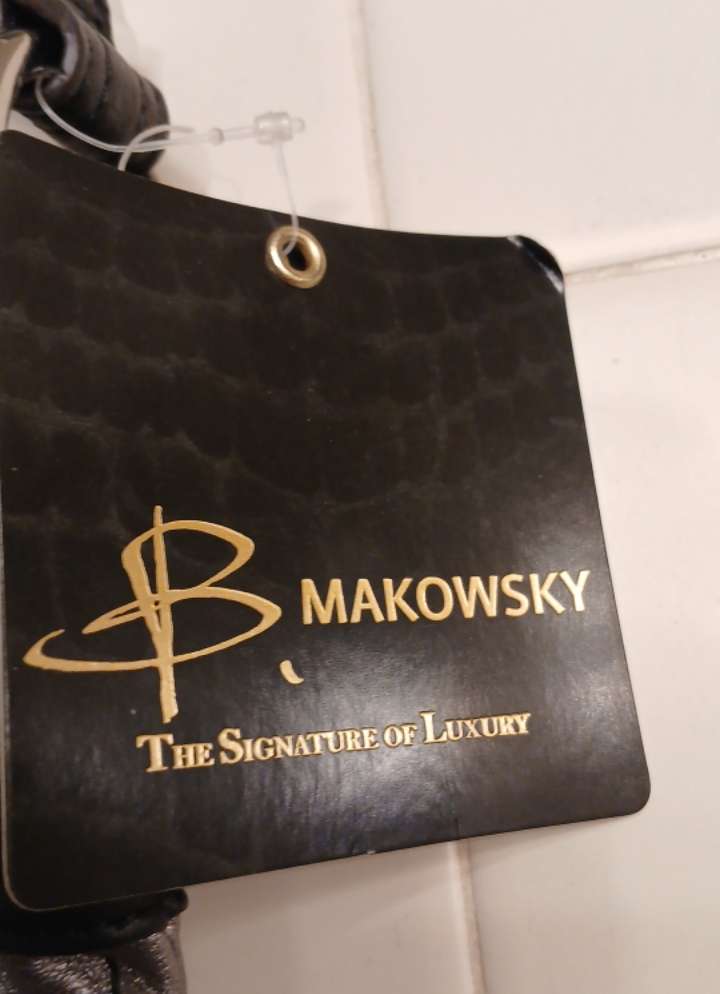 B. MAKOWSKY
THE SIGNATURE OF LUXURY